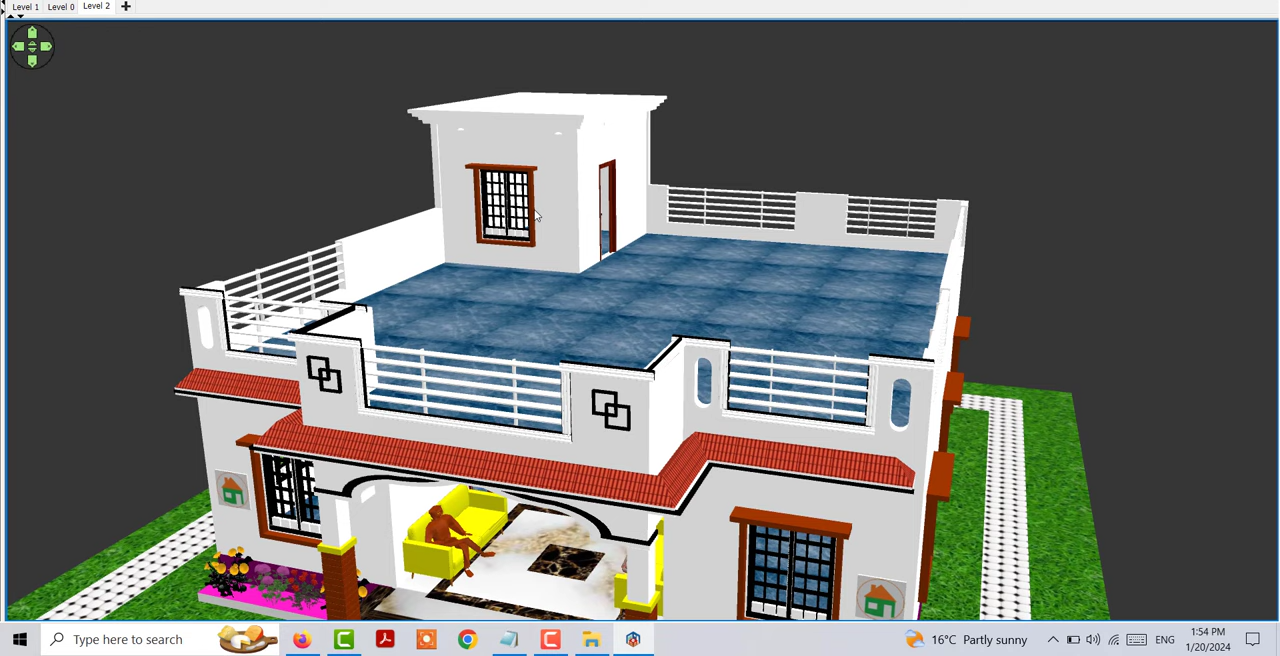 Level 1 Level 0 Level 2
Type here to search
16°C Partly sunny
ENG
1:54 PM
1/20/2024